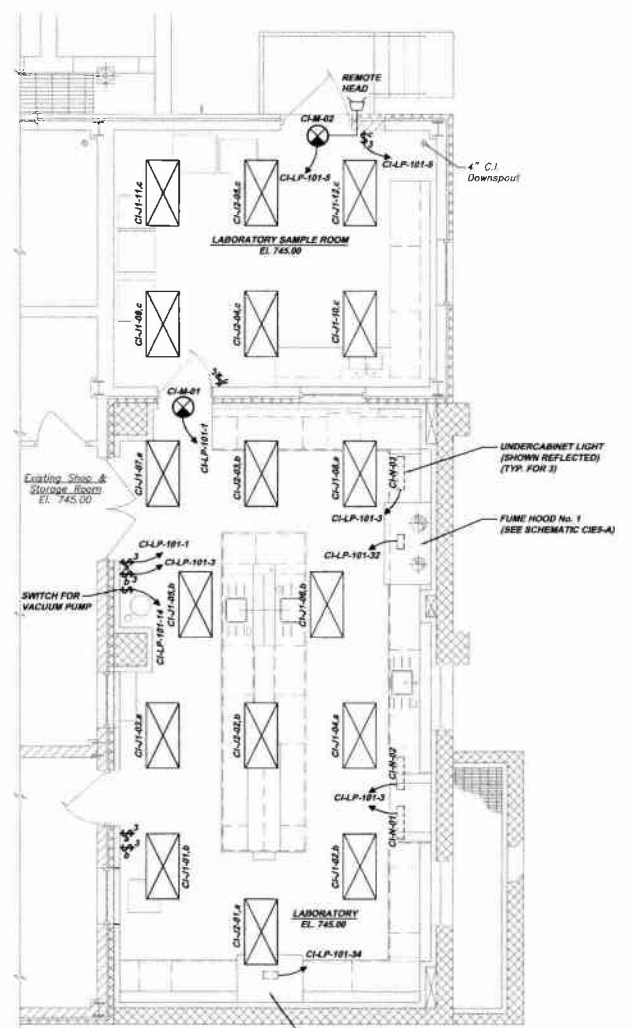 REMOTE
HEAD
CI-M-02
CI-LP-101-5
CI-LP-101-5
4" C.I.
Downspout
CI-J1-11,c
CI-J2-05,c
CI-J1-12,c
LABORATORY SAMPLE ROOM
El. 745.00
CI-J1-09,c
CI-J2-04,c
CI-J1-10,c
CI-M-01
CI-LP-101-1
CI-J1-07,a
CI-J2-03,b
CI-N-03
UNDERCABINET LIGHT
(SHOWN REFLECTED)
(TYP. FOR 3)
Existing Shop &
Storage Room
El. 745.00
CI-LP-101-3
FUME HOOD No. 1
(SEE SCHEMATIC CIE5-A)
CI-LP-101-32
CI-LP-101-1
CI-LP-101-3
SWITCH FOR
VACUUM PUMP
CI-LP-101-14
CI-J1-05,b
CI-J1-06,b
CI-J1-03,a
CI-J2-02,b
CI-J1-04,a
CI-N-02
CI-LP-101-3
CI-N-01
CI-J1-01,b
CI-J1-02,b
CI-J2-01,a
LABORATORY
EL. 745.00
CI-LP-101-34